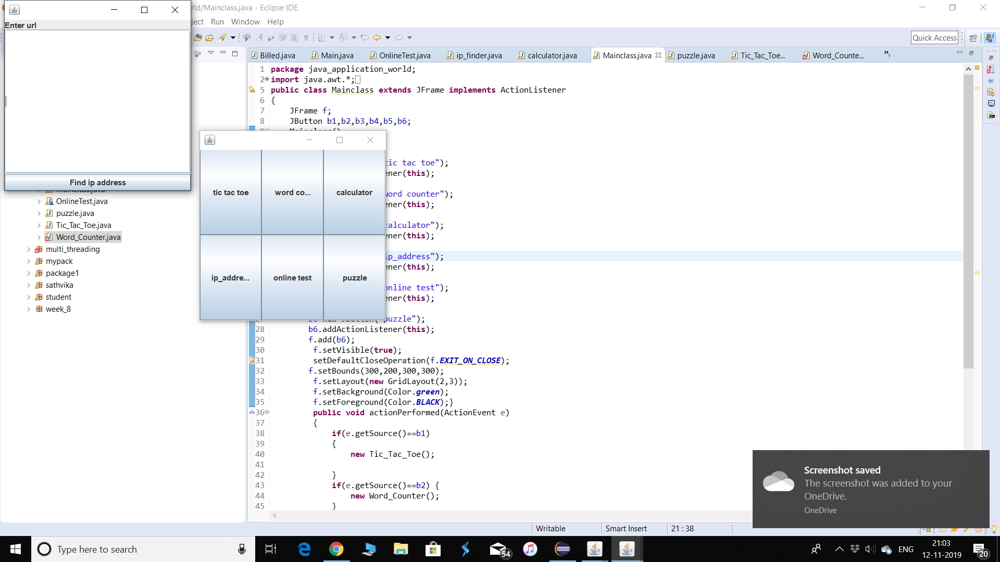 rld/Mainclass.java - Eclipse IDE
ject Run Window Help
Quick Access
Enter url
Find ip address
Billed.java Main.java OnlineTest.java ip_finder.java calculator.java Mainclass.java puzzle.java Tic_Tac_Toe... Word_Counte... »1
OnlineTest.java
puzzle.java
Tic_Tac_Toe.java
Word_Counter.java
multi_threading
mypack
package1
sathvika
student
week_8
tic tac toe word co... calculator
ip_addre... online test puzzle
1 package java_application_world;
2 import java.awt.*;
5 public class Mainclass extends JFrame implements ActionListener
6 {
7 JFrame f;
8 JButton b1,b2,b3,b4,b5,b6;
tic tac toe");
ener(this);
word counter");
ener(this);
calculator");
ener(this);
ip_address");
ener(this);
online test");
ener(this);
puzzle");
28 b6.addActionListener(this);
29 f.add(b6);
30 f.setVisible(true);
31 setDefaultCloseOperation(f.EXIT_ON_CLOSE);
32 f.setBounds(300,200,300,300);
33 f.setLayout(new GridLayout(2,3));
34 f.setBackground(Color.green);
35 f.setForeground(Color.BLACK);}
36 public void actionPerformed(ActionEvent e)
37 {
38 if(e.getSource()==b1)
39 {
40 new Tic_Tac_Toe();
41
42 }
43 if(e.getSource()==b2) {
44 new Word_Counter();
45 }
Screenshot saved
The screenshot was added to your
OneDrive.
OneDrive
Writable Smart Insert 21 : 38
Type here to search
54
ENG
21:03
12-11-2019
20